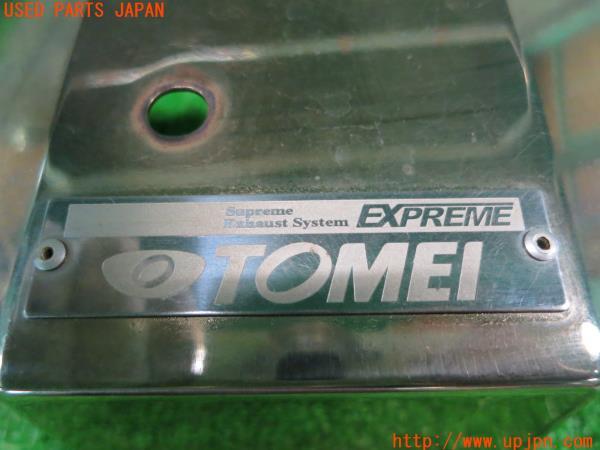 USED PARTS JAPAN
Supreme
Exhaust System EXPREME
TOMEI
http://www.upjpn.com/